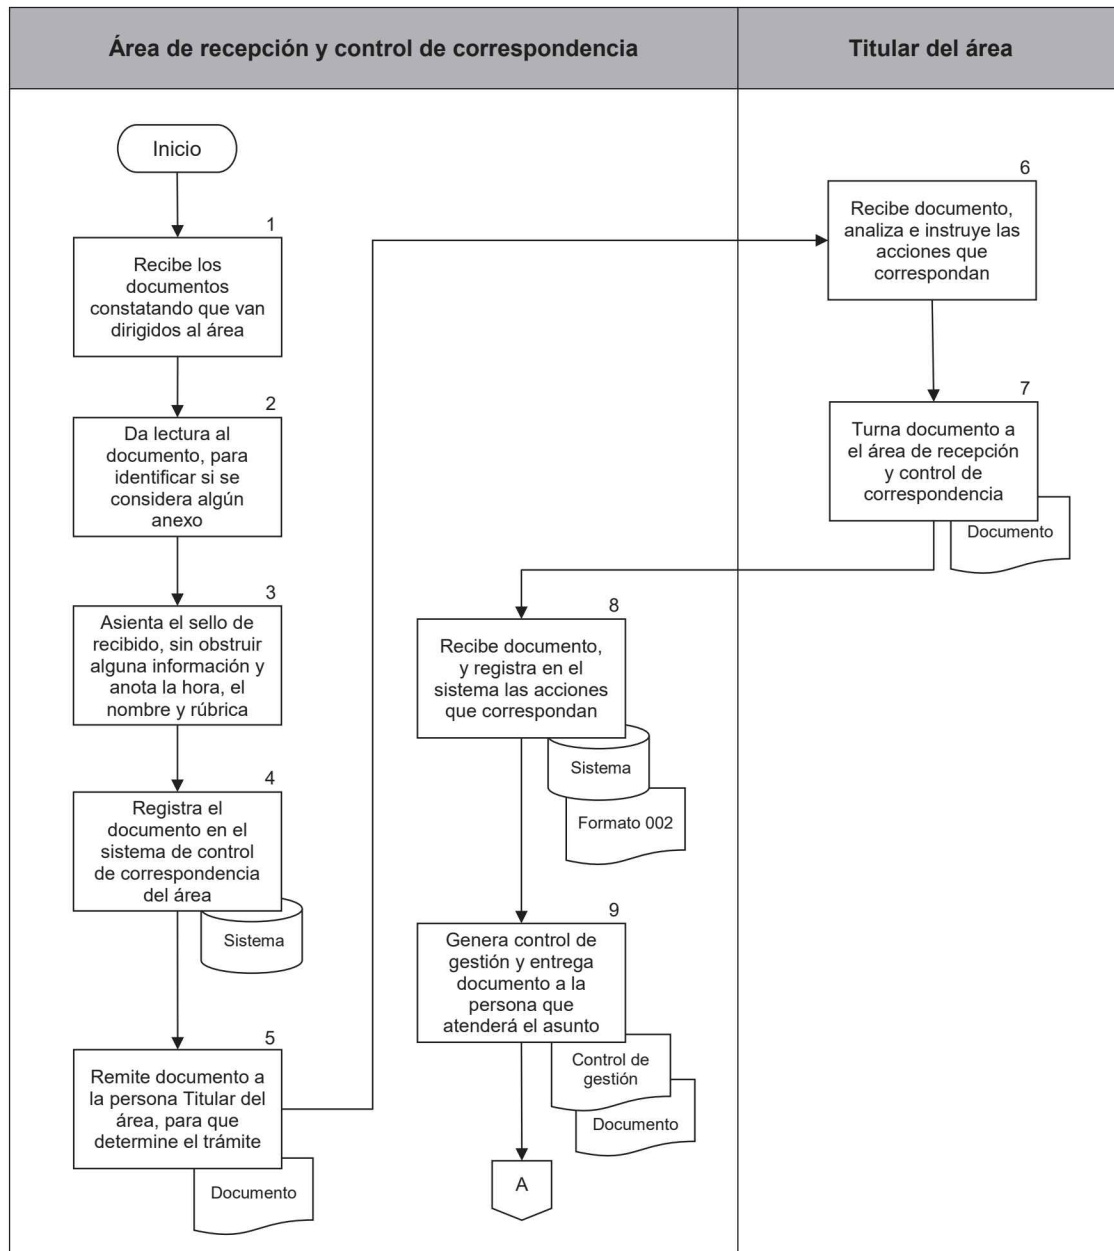 Área de recepción y control de correspondencia
Titular del área
Inicio
1
Recibe los
documentos
constatando que van
dirigidos al área
2
Da lectura al
documento, para
identificar si se
considera algún
anexo
3
Asienta el sello de
recibido, sin obstruir
alguna información y
anota la hora, el
nombre y rúbrica
4
Registra el
documento en el
sistema de control
de correspondencia
del área
Sistema
5
Remite documento a
la persona Titular del
área, para que
determine el trámite
Documento
6
Recibe documento,
analiza e instruye las
acciones que
correspondan
7
Turna documento a
el área de recepción
y control de
correspondencia
Documento
8
Recibe documento,
y registra en el
sistema las acciones
que correspondan
Sistema
Formato 002
9
Genera control de
gestión y entrega
documento a la
persona que
atenderá el asunto
Control de
gestión
Documento
A